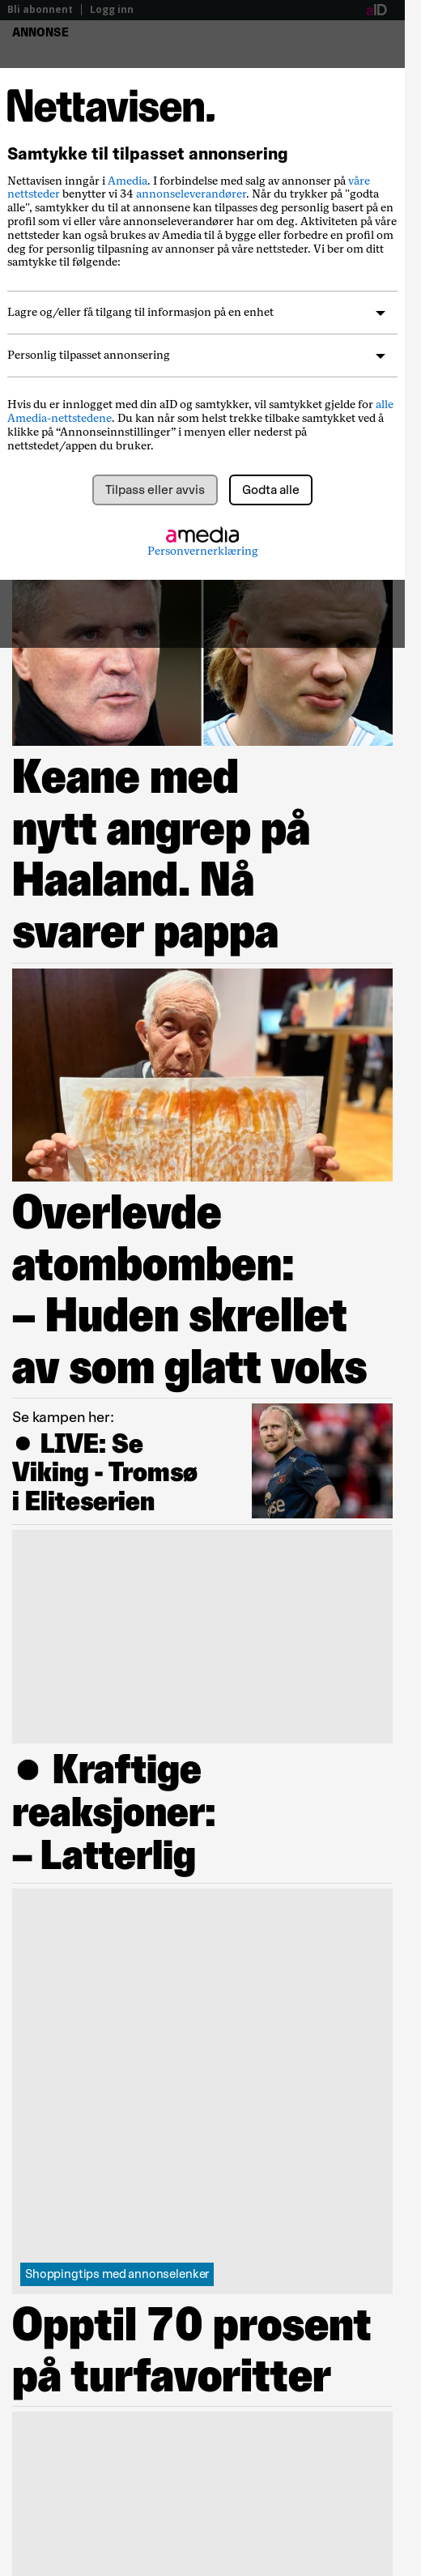 Bli abonnent | Logg inn aID
ANNONSE
Nettavisen.
Samtykke til tilpasset annonsering
Nettavisen inngår i Amedia. I forbindelse med salg av annonser på våre
nettsteder benytter vi 34 annonseleverandører. Når du trykker på "godta
alle", samtykker du til at annonsene kan tilpasses deg personlig basert på en
profil som vi eller våre annonseleverandører har om deg. Aktiviteten på våre
nettsteder kan også brukes av Amedia til å bygge eller forbedre en profil om
deg for personlig tilpasning av annonser på våre nettsteder. Vi ber om ditt
samtykke til følgende:
Lagre og/eller få tilgang til informasjon på en enhet
Personlig tilpasset annonsering
Hvis du er innlogget med din aID og samtykker, vil samtykket gjelde for alle
Amedia-nettstedene. Du kan når som helst trekke tilbake samtykket ved å
klikke på “Annonseinnstillinger” i menyen eller nederst på
nettstedet/appen du bruker.
Tilpass eller avvis Godta alle
amedia
Personvernerklæring
Keane med
nytt angrep på
Haaland. Nå
svarer pappa
Overlevde
atombomben:
– Huden skrellet
av som glatt voks
Se kampen her:
● LIVE: Se
Viking - Tromsø
i Eliteserien
● Kraftige
reaksjoner:
– Latterlig
Shoppingtips med annonselenker
Opptil 70 prosent
på turfavoritter